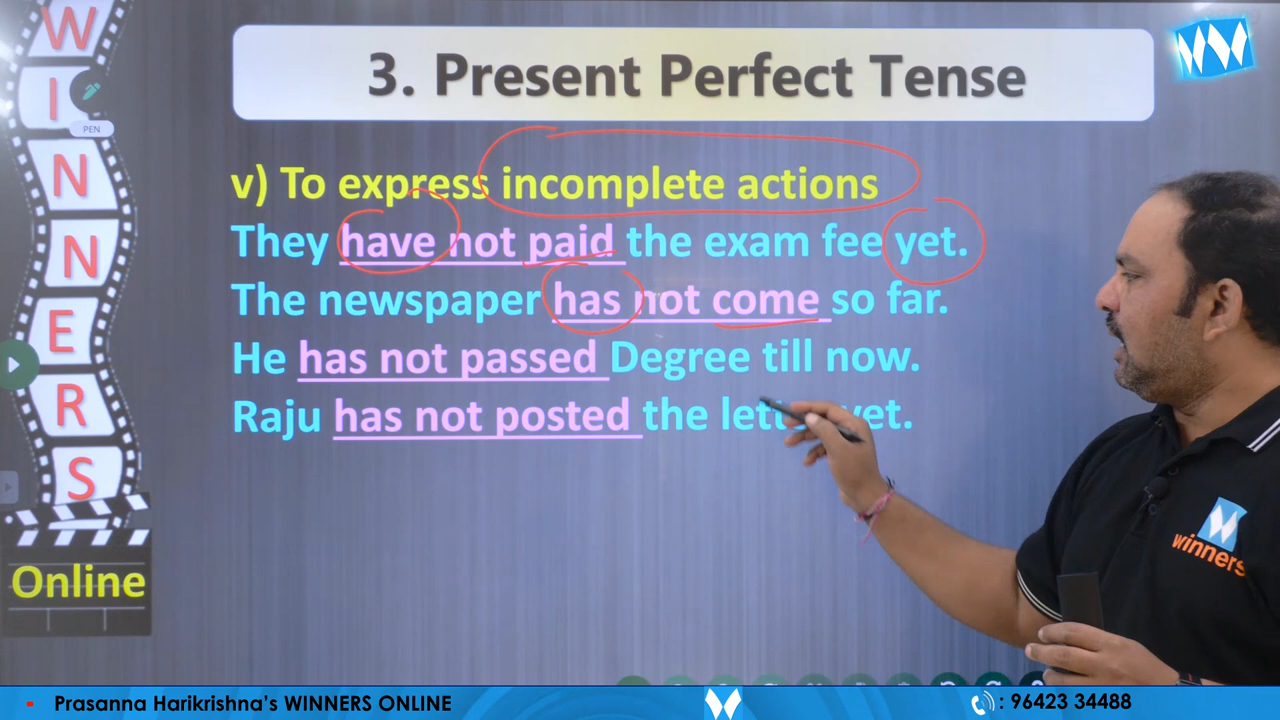 WINNERS
PEN
Online
3. Present Perfect Tense
v) To express incomplete actions
They have not paid the exam fee yet.
The newspaper has not come so far.
He has not passed Degree till now.
Raju has not posted the yet.
winners
Prasanna Harikrishna's WINNERS ONLINE
: 96423 34488